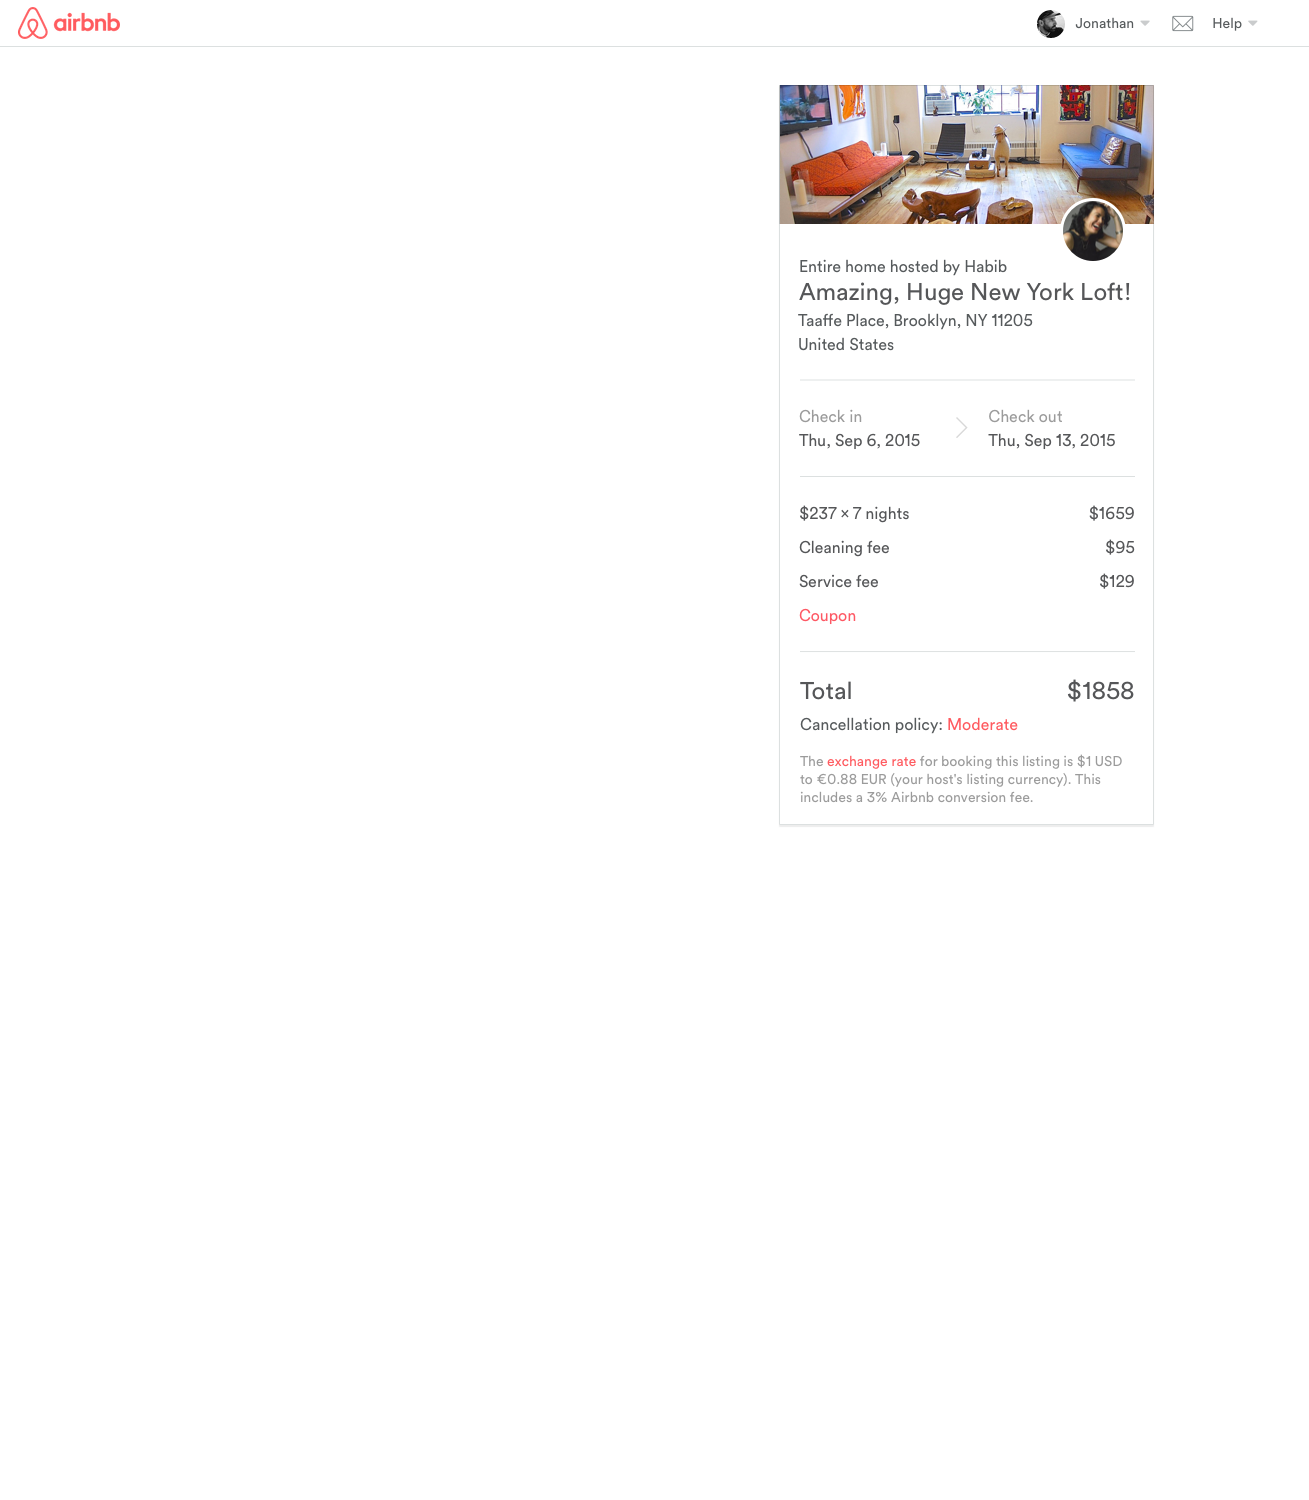 airbnb
Jonathan
Help
Entire home hosted by Habib
Amazing, Huge New York Loft!
Taaffe Place, Brooklyn, NY 11205
United States
Check in
Check out
Thu, Sep 6, 2015
Thu, Sep 13, 2015
$237 × 7 nights $1659
Cleaning fee $95
Service fee $129
Coupon
Total $1858
Cancellation policy: Moderate
The exchange rate for booking this listing is $1 USD
to €0.88 EUR (your host's listing currency). This
includes a 3% Airbnb conversion fee.